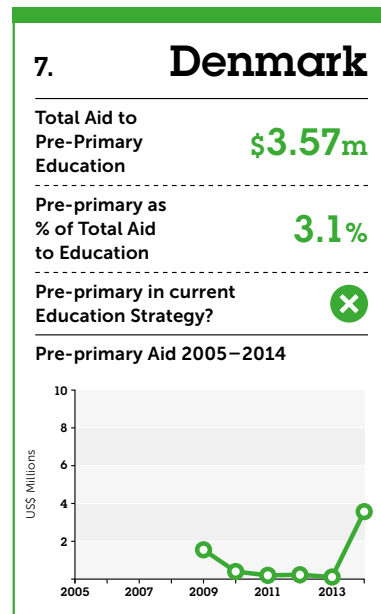 7. Denmark
Total Aid to
Pre-Primary
Education
$3.57m
Pre-primary as
% of Total Aid
to Education
3.1%
Pre-primary in current
Education Strategy?
Pre-primary Aid 2005–2014
US$ Millions
10
8
6
4
2
2005 2007 2009 2011 2013